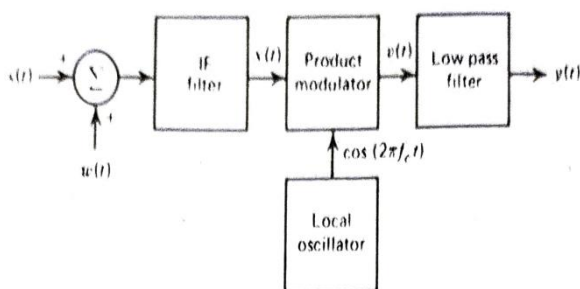 IF
filter
Product
modulator
v(t)
Low pass
filter
y(t)
Σ
+
+
w(t)
cos (2πf_c t)
Local
oscillator